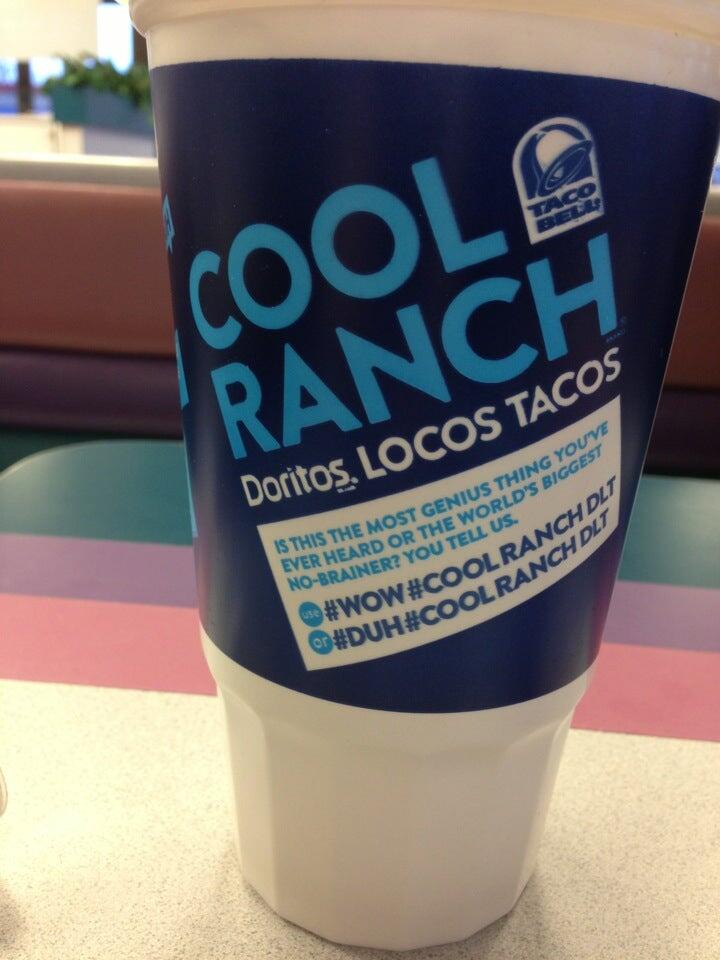 TACO
BELL
COOL
RANCH
Doritos. LOCOS TACOS
IS THIS THE MOST GENIUS THING YOU'VE
EVER HEARD OR THE WORLD'S BIGGEST
NO-BRAINER? YOU TELL US.
use #WOW #COOL RANCH DLT
or #DUH #COOL RANCH DLT